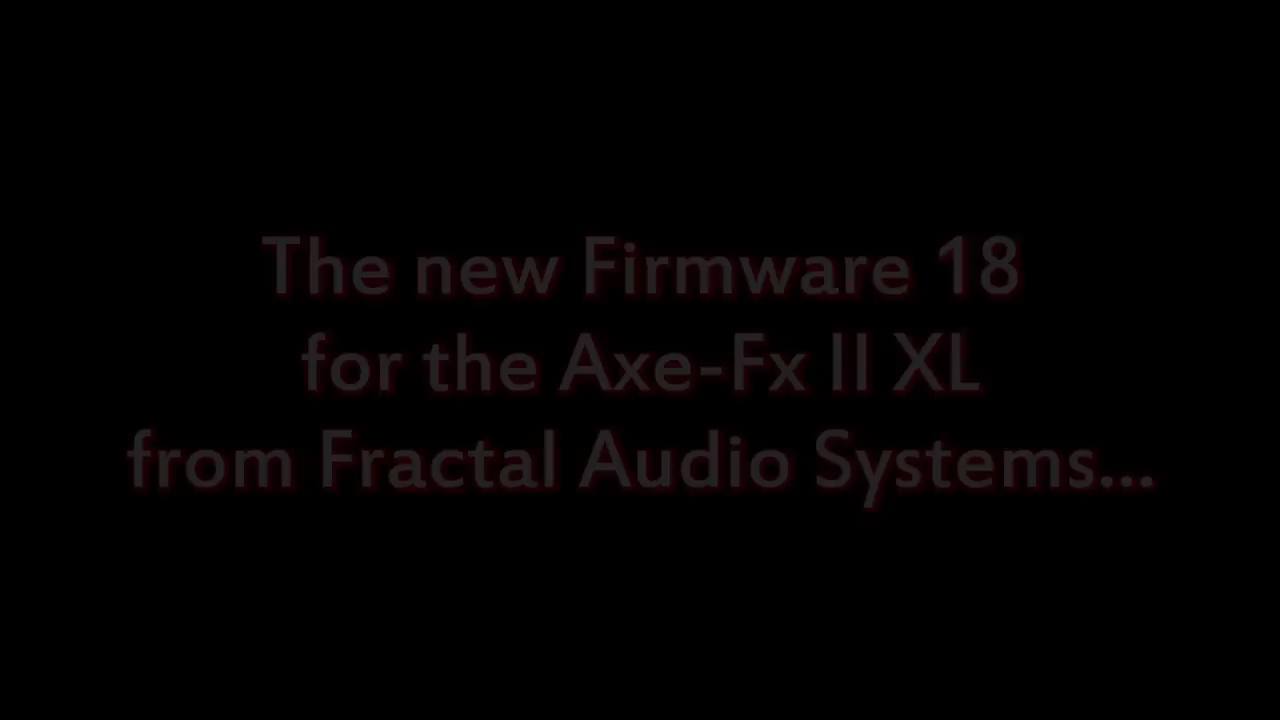 The new Firmware 18
for the Axe-Fx II XL
from Fractal Audio Systems...